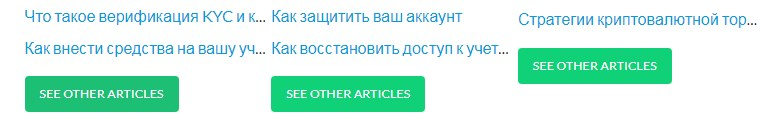 Что такое верификация KYC и к...
Как внести средства на вашу уч...
SEE OTHER ARTICLES
Как защитить ваш аккаунт
Как восстановить доступ к учет...
SEE OTHER ARTICLES
Стратегии криптовалютной тор...
SEE OTHER ARTICLES